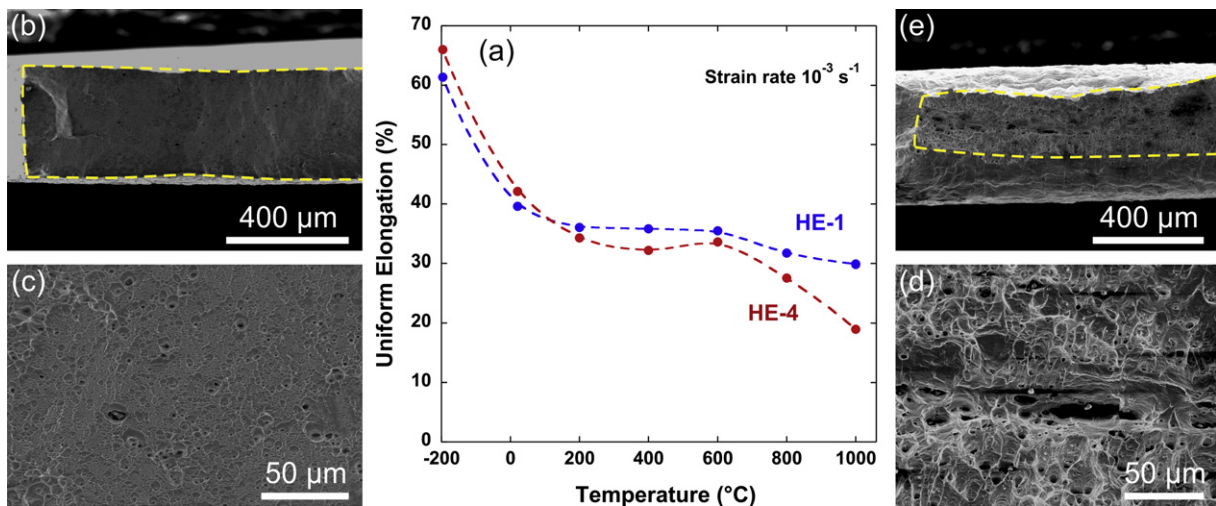 (b)
400 µm
(c)
50 µm
(a)
Strain rate 10⁻³ s⁻¹
Uniform Elongation (%)
70
60
50
40
30
20
10
0
HE-1
HE-4
-200 0 200 400 600 800 1000
Temperature (°C)
(e)
400 µm
(d)
50 µm